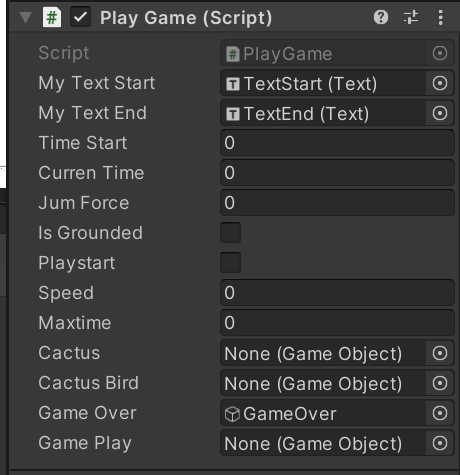 Play Game (Script)
Script PlayGame
My Text Start TextStart (Text)
My Text End TextEnd (Text)
Time Start 0
Curren Time 0
Jum Force 0
Is Grounded
Playstart
Speed 0
Maxtime 0
Cactus None (Game Object)
Cactus Bird None (Game Object)
Game Over GameOver
Game Play None (Game Object)